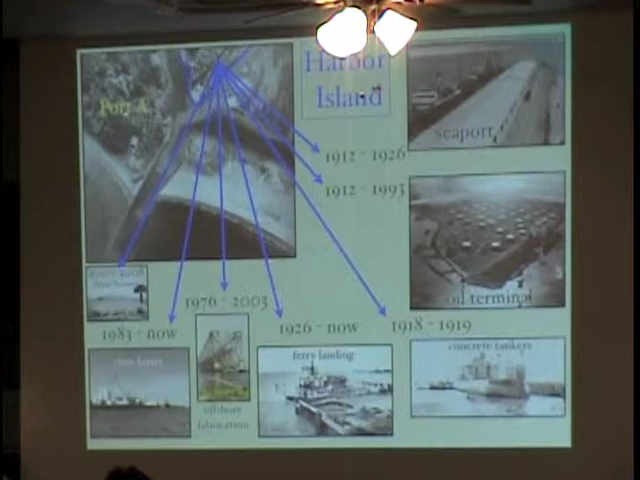 Harbor
Island
Port A
seaport
1912 - 1926
1912 - 1993
oil terminal
1976 - 2003
1983 - now
1926 - now
1918 - 1919
ferry landing
concrete tankers
offshore
fabrication